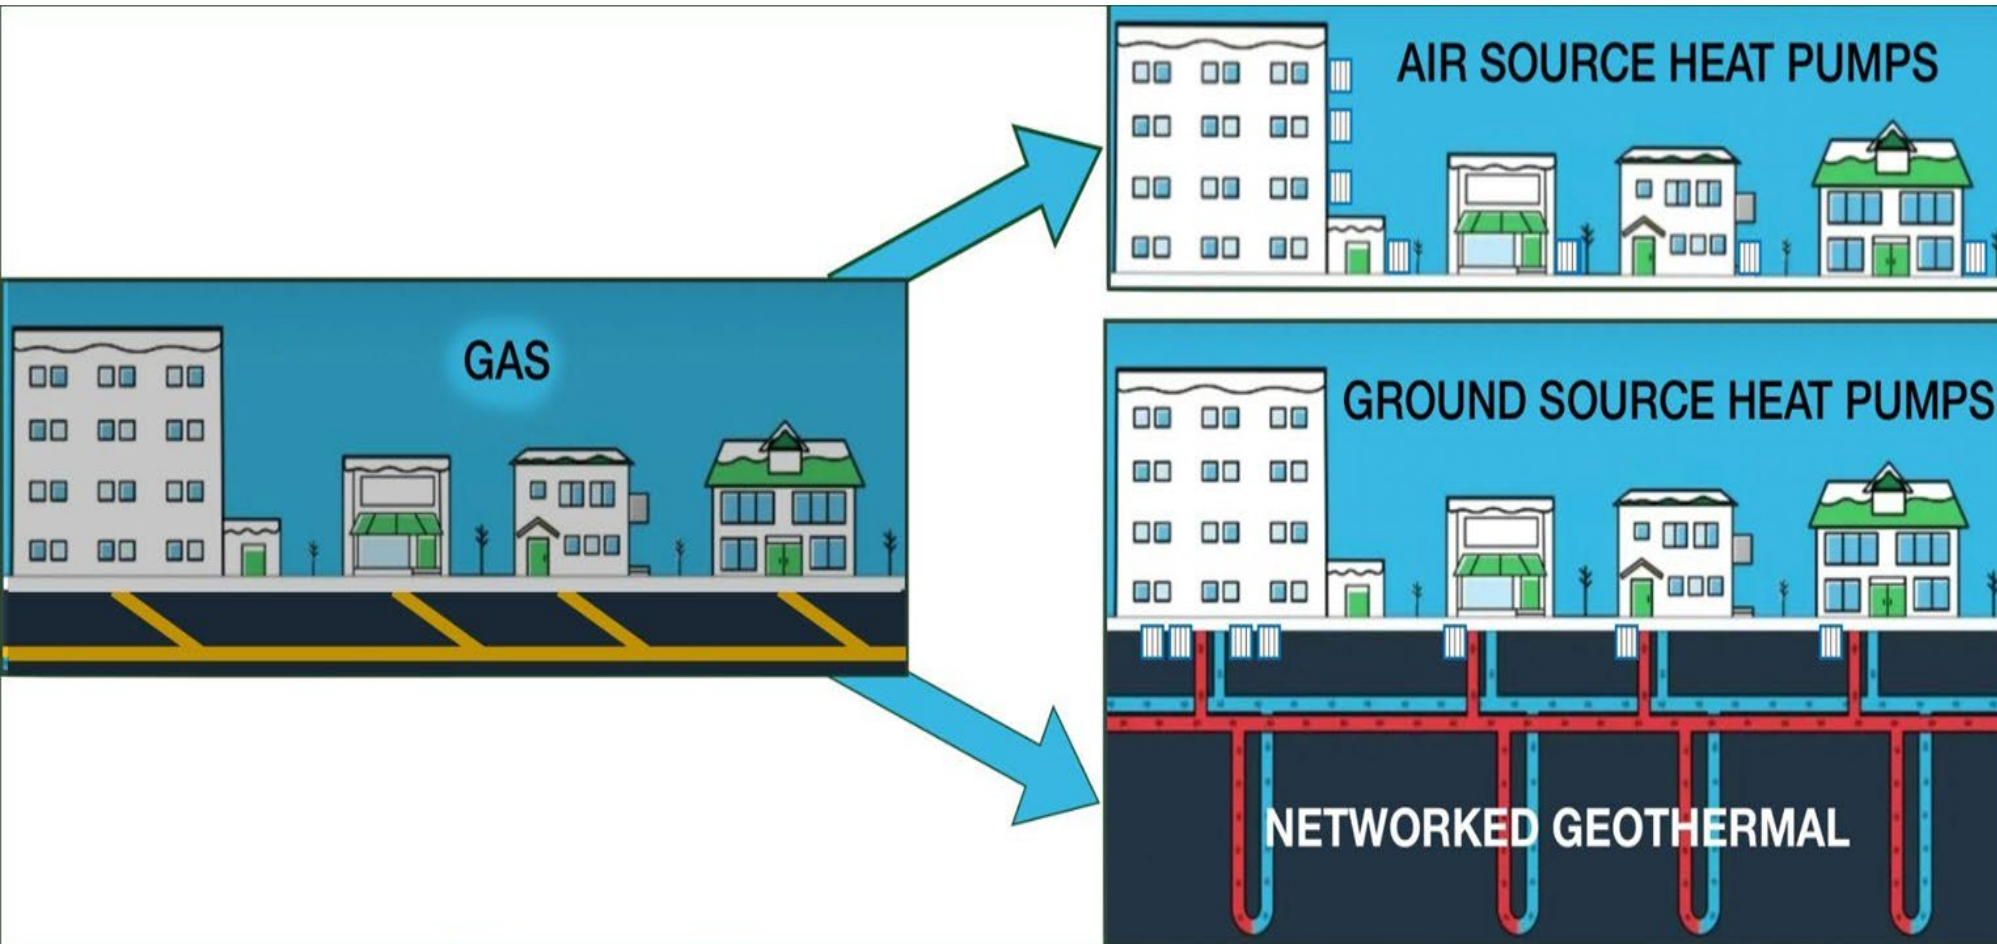 GAS
AIR SOURCE HEAT PUMPS
GROUND SOURCE HEAT PUMPS
NETWORKED GEOTHERMAL